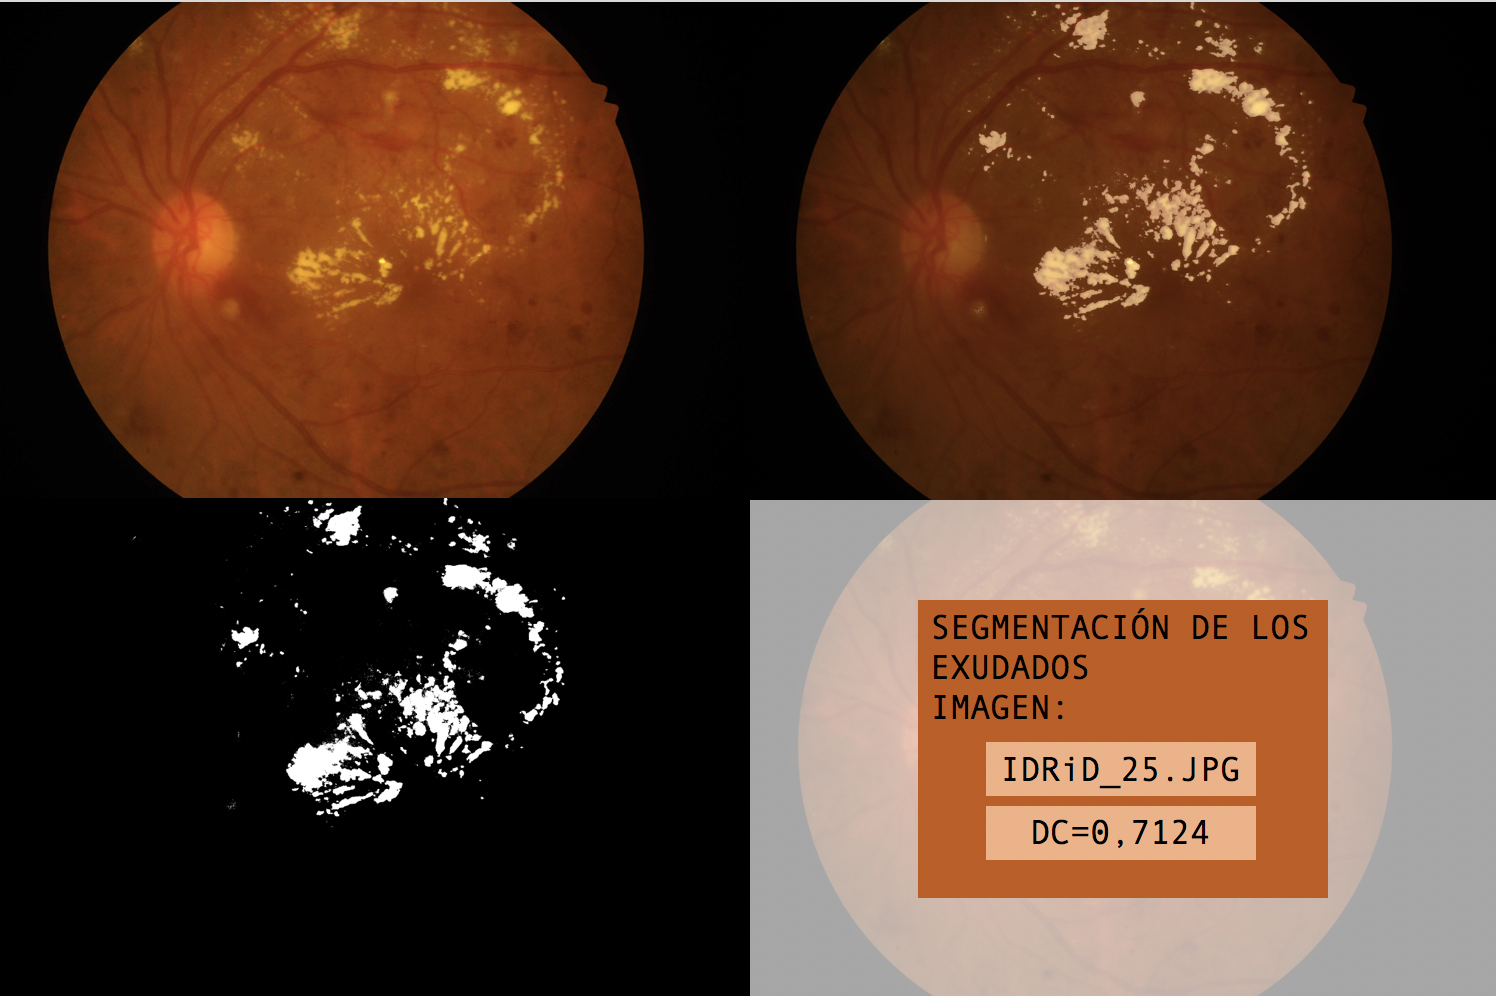 SEGMENTACIÓN DE LOS
EXUDADOS
IMAGEN:
IDRiD_25.JPG
DC=0,7124